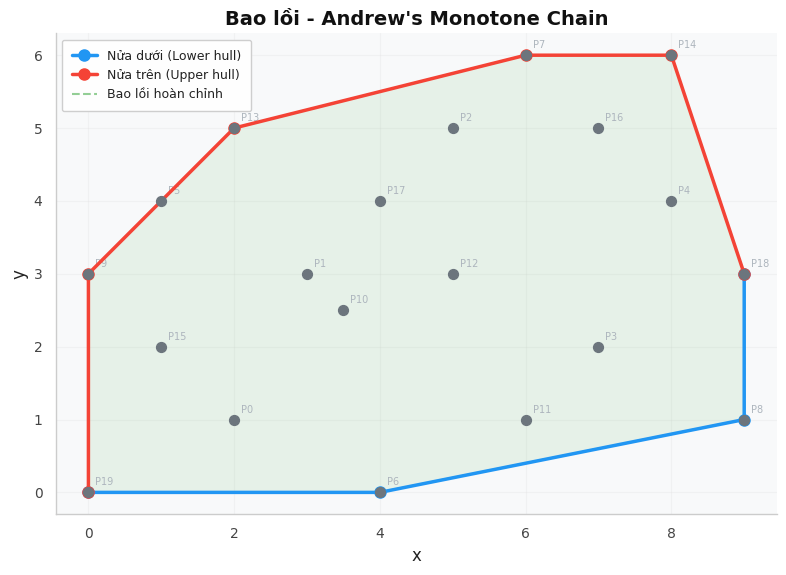 Bao lồi - Andrew's Monotone Chain
Nửa dưới (Lower hull)
Nửa trên (Upper hull)
Bao lồi hoàn chỉnh
P7
P14
P13
P2
P16
P5
P17
P4
P9
P1
P12
P18
P10
P15
P3
P0
P11
P8
P19
P6
6
5
4
3
2
1
0
y
0 2 4 6 8
x